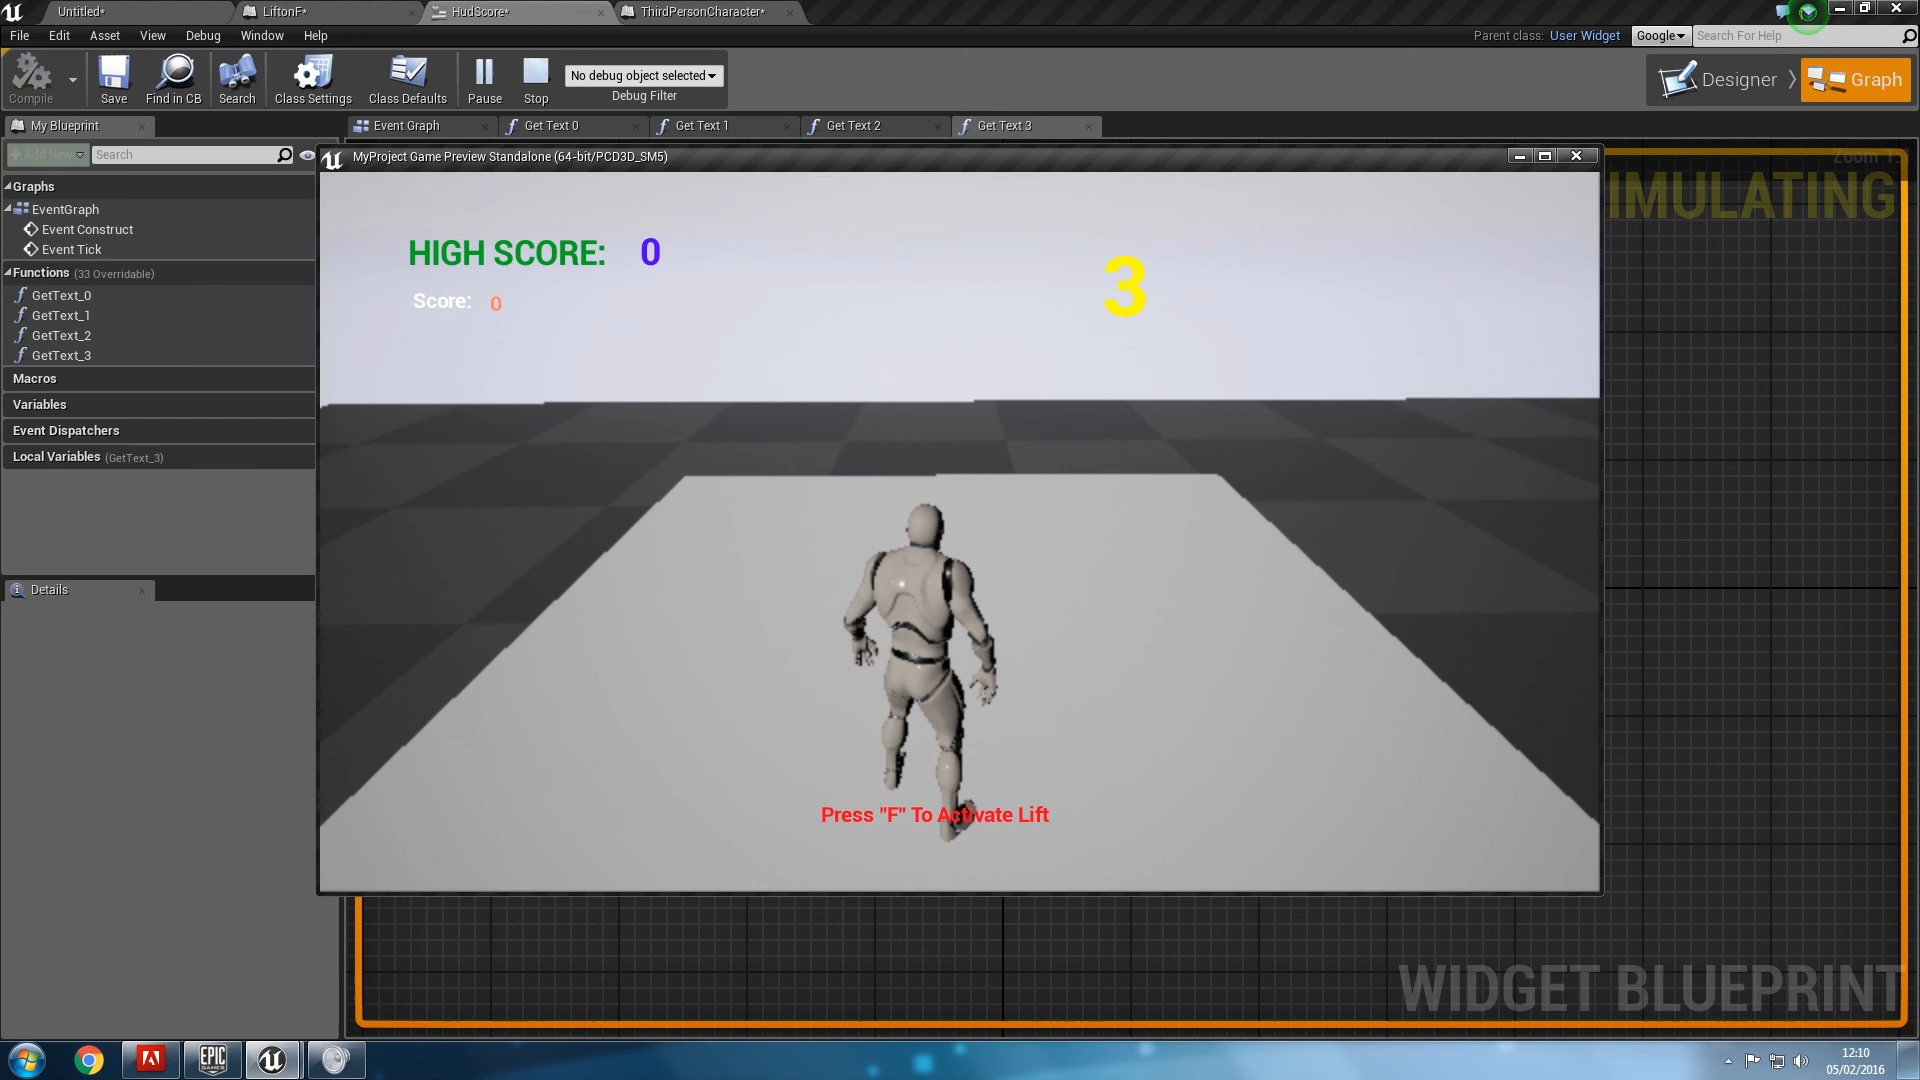 Untitled*
LiftonF*
HudScore*
ThirdPersonCharacter*
File Edit Asset View Debug Window Help
Parent class: User Widget Google Search For Help
Compile Save Find in CB Search Class Settings Class Defaults Pause Stop
No debug object selected
Debug Filter
Designer Graph
My Blueprint
Event Graph
Get Text 0
Get Text 1
Get Text 2
Get Text 3
Add New Search
MyProject Game Preview Standalone (64-bit/PCD3D_SM5)
Zoom 1:1
IMULATING
Graphs
EventGraph
Event Construct
Event Tick
Functions (33 Overridable)
GetText_0
GetText_1
GetText_2
GetText_3
Macros
Variables
Event Dispatchers
Local Variables (GetText_3)
Details
HIGH SCORE: 0
Score: 0
3
Press "F" To Activate Lift
WIDGET BLUEPRINT
EPIC
GAMES
12:10
05/02/2016